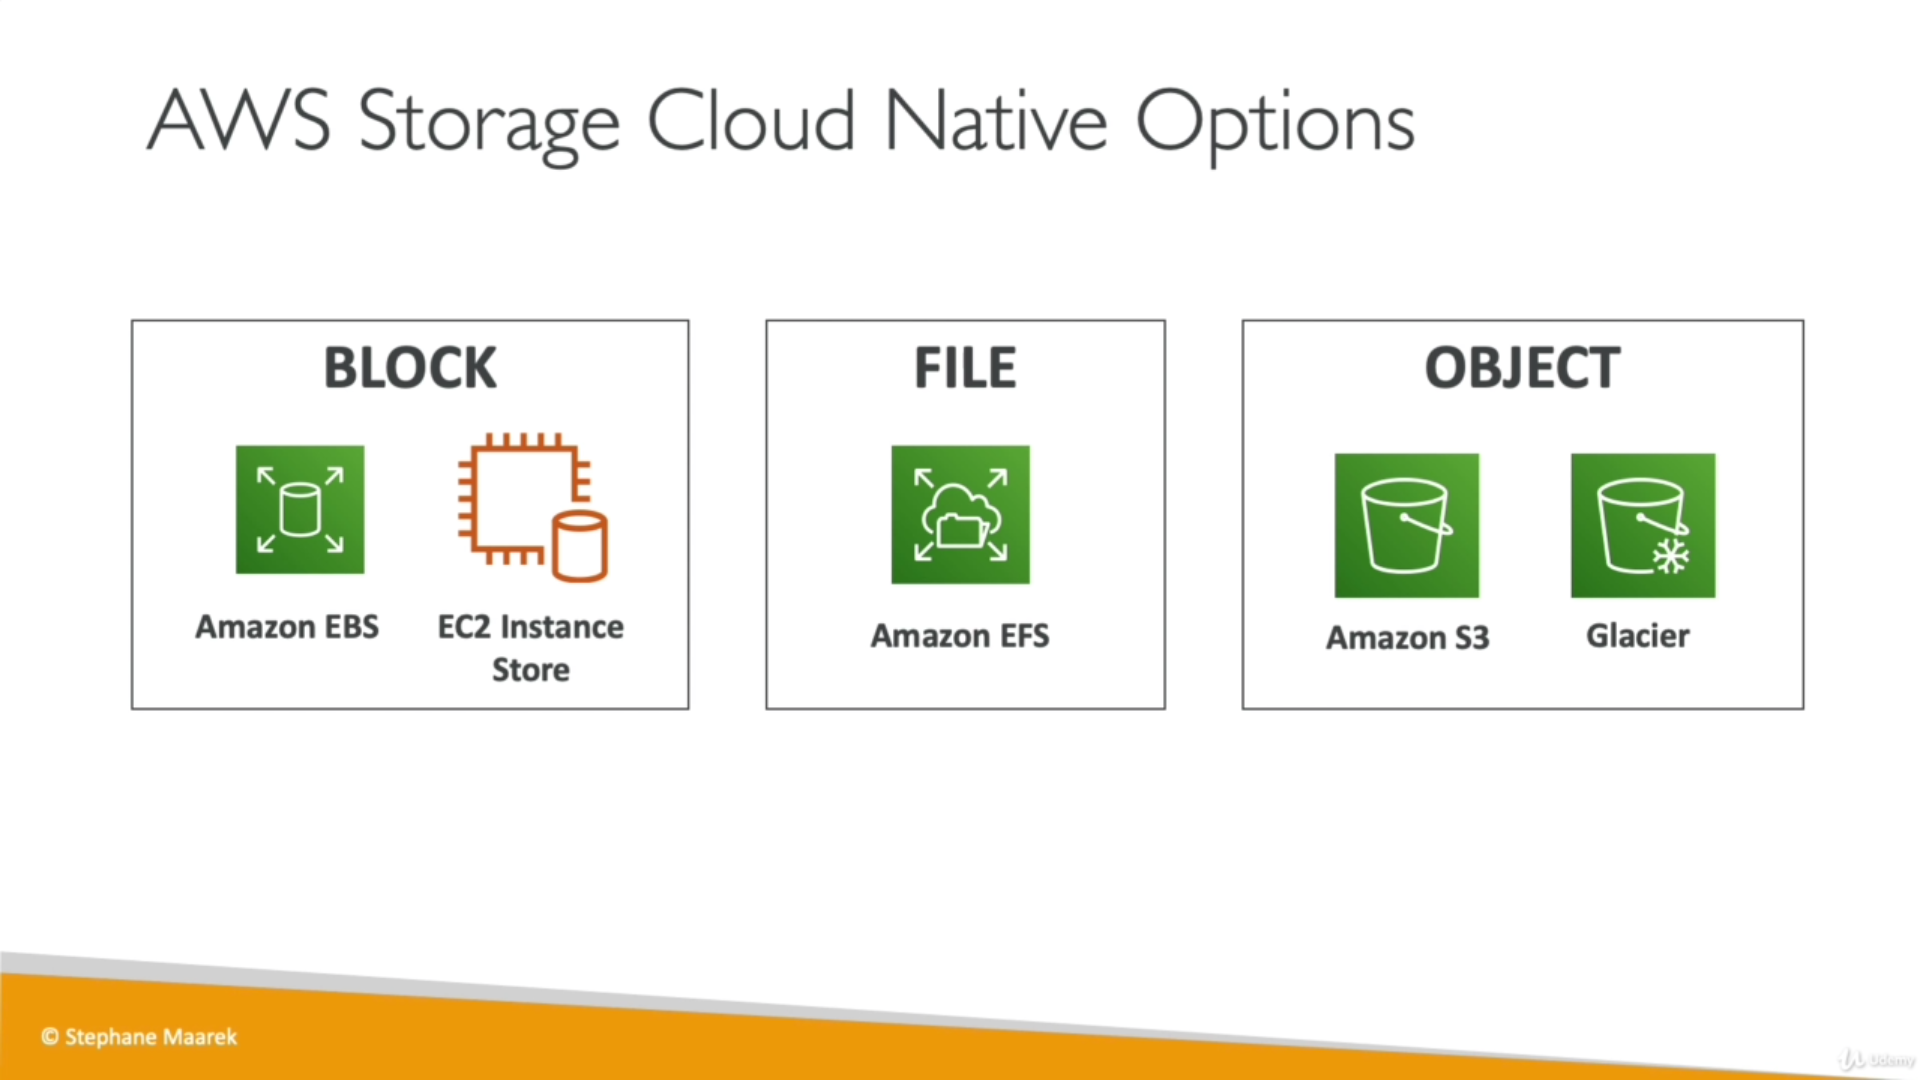 AWS Storage Cloud Native Options
BLOCK
Amazon EBS
EC2 Instance
Store
FILE
Amazon EFS
OBJECT
Amazon S3
Glacier
© Stephane Maarek
Udemy